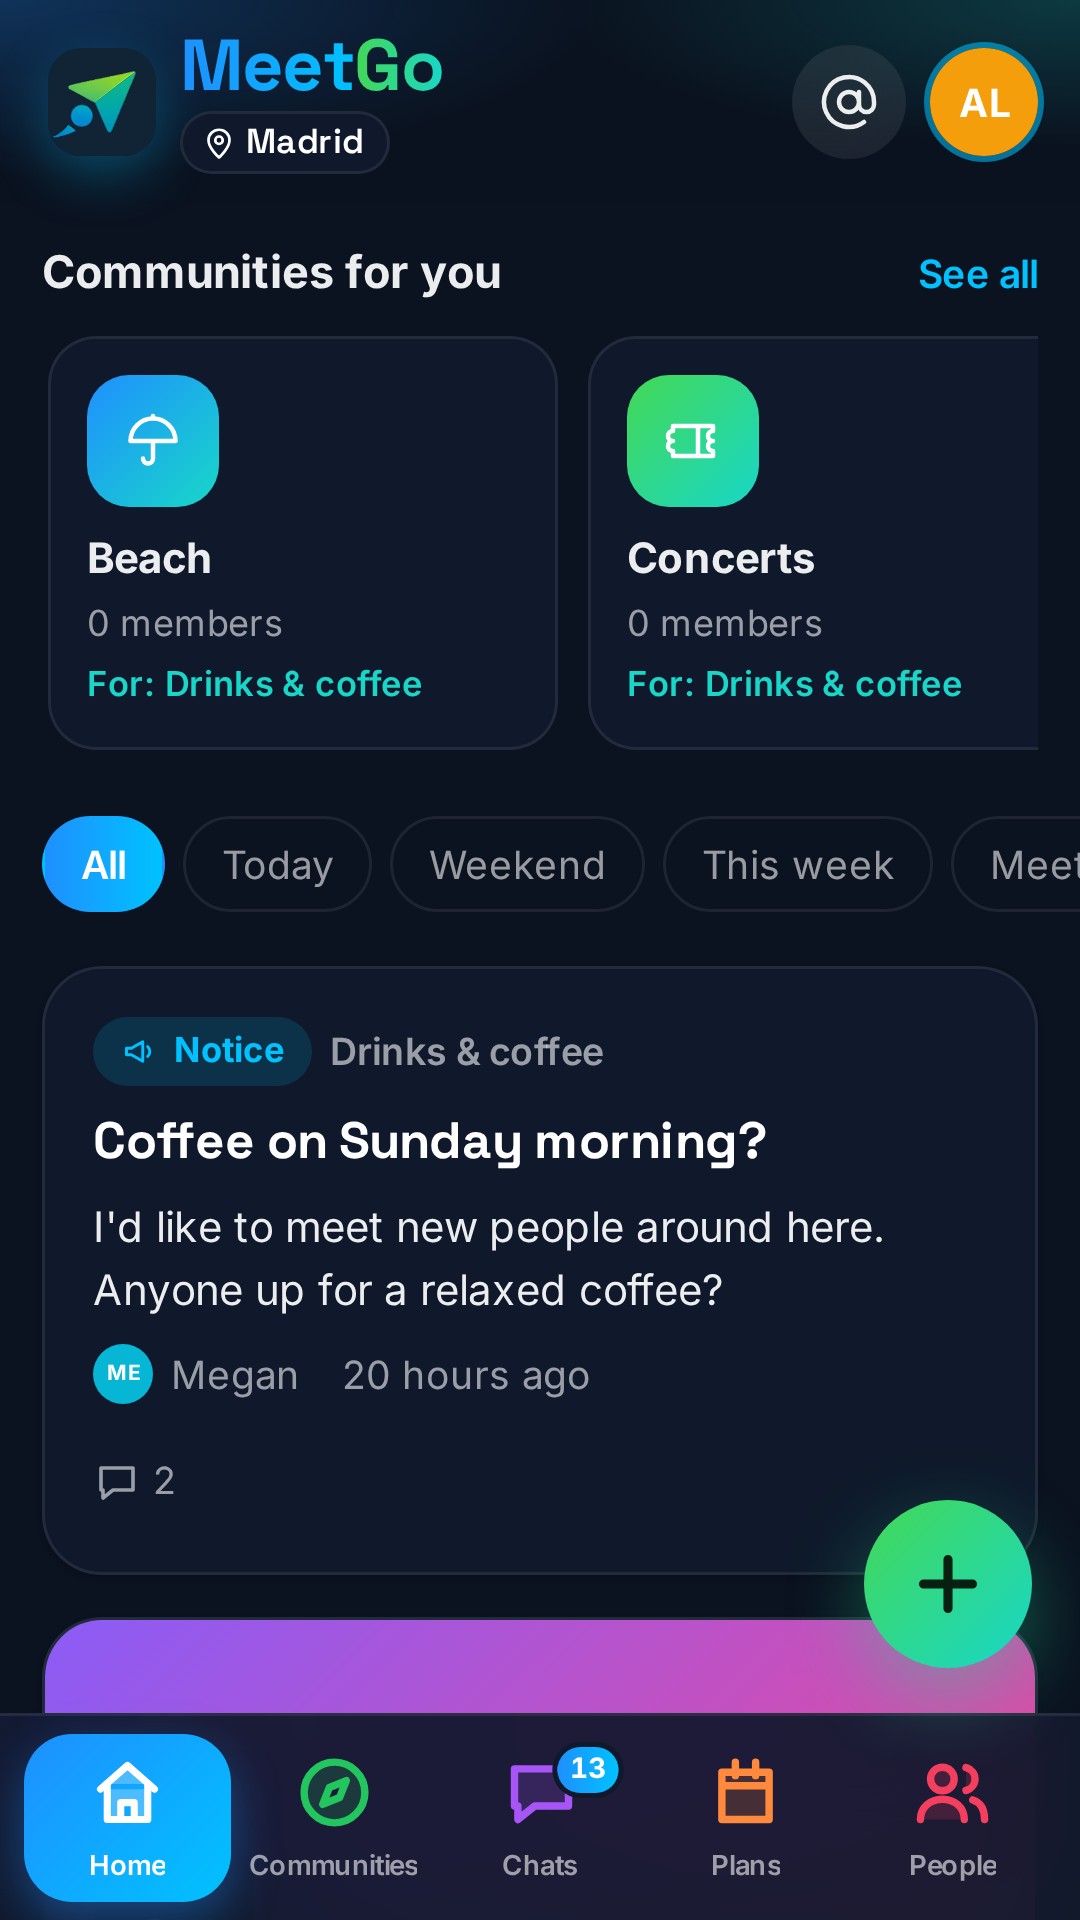 MeetGo
Madrid
AL
Communities for you
See all
Beach
0 members
For: Drinks & coffee
Concerts
0 members
For: Drinks & coffee
All
Today
Weekend
This week
Meet
Notice
Drinks & coffee
Coffee on Sunday morning?
I'd like to meet new people around here.
Anyone up for a relaxed coffee?
ME
Megan
20 hours ago
2
13
Home
Communities
Chats
Plans
People